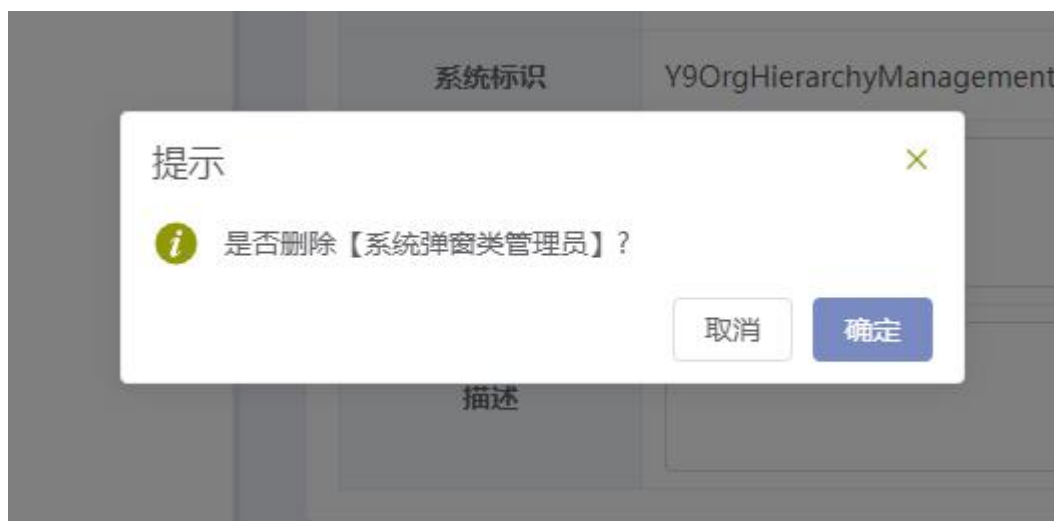 系统标识 Y9OrgHierarchyManagement
提示
是否删除【系统弹窗类管理员】?
取消 确定
描述